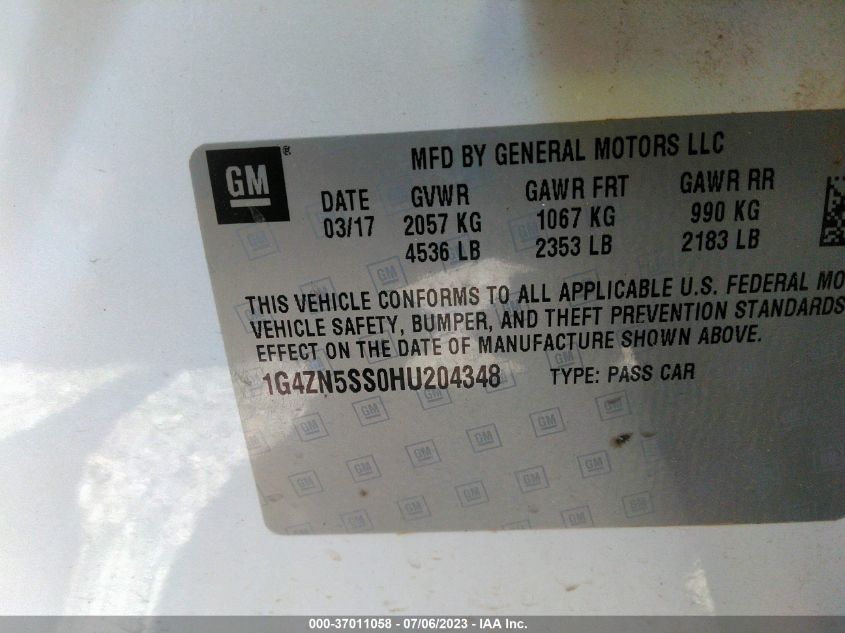 GM ®
MFD BY GENERAL MOTORS LLC
DATE GVWR GAWR FRT GAWR RR
03/17 2057 KG 1067 KG 990 KG
4536 LB 2353 LB 2183 LB
THIS VEHICLE CONFORMS TO ALL APPLICABLE U.S. FEDERAL MO
VEHICLE SAFETY, BUMPER, AND THEFT PREVENTION STANDARDS
EFFECT ON THE DATE OF MANUFACTURE SHOWN ABOVE.
1G4ZN5SS0HU204348 TYPE: PASS CAR
000-37011058 - 07/06/2023 - IAA Inc.